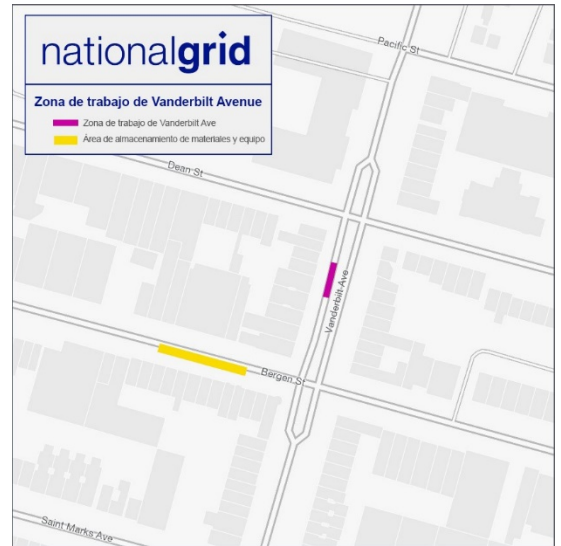 nationalgrid
Zona de trabajo de Vanderbilt Avenue
Zona de trabajo de Vanderbilt Ave
Área de almacenamiento de materiales y equipo
Pacific St
Dean St
Vanderbilt Ave
Bergen St
Saint Marks Ave